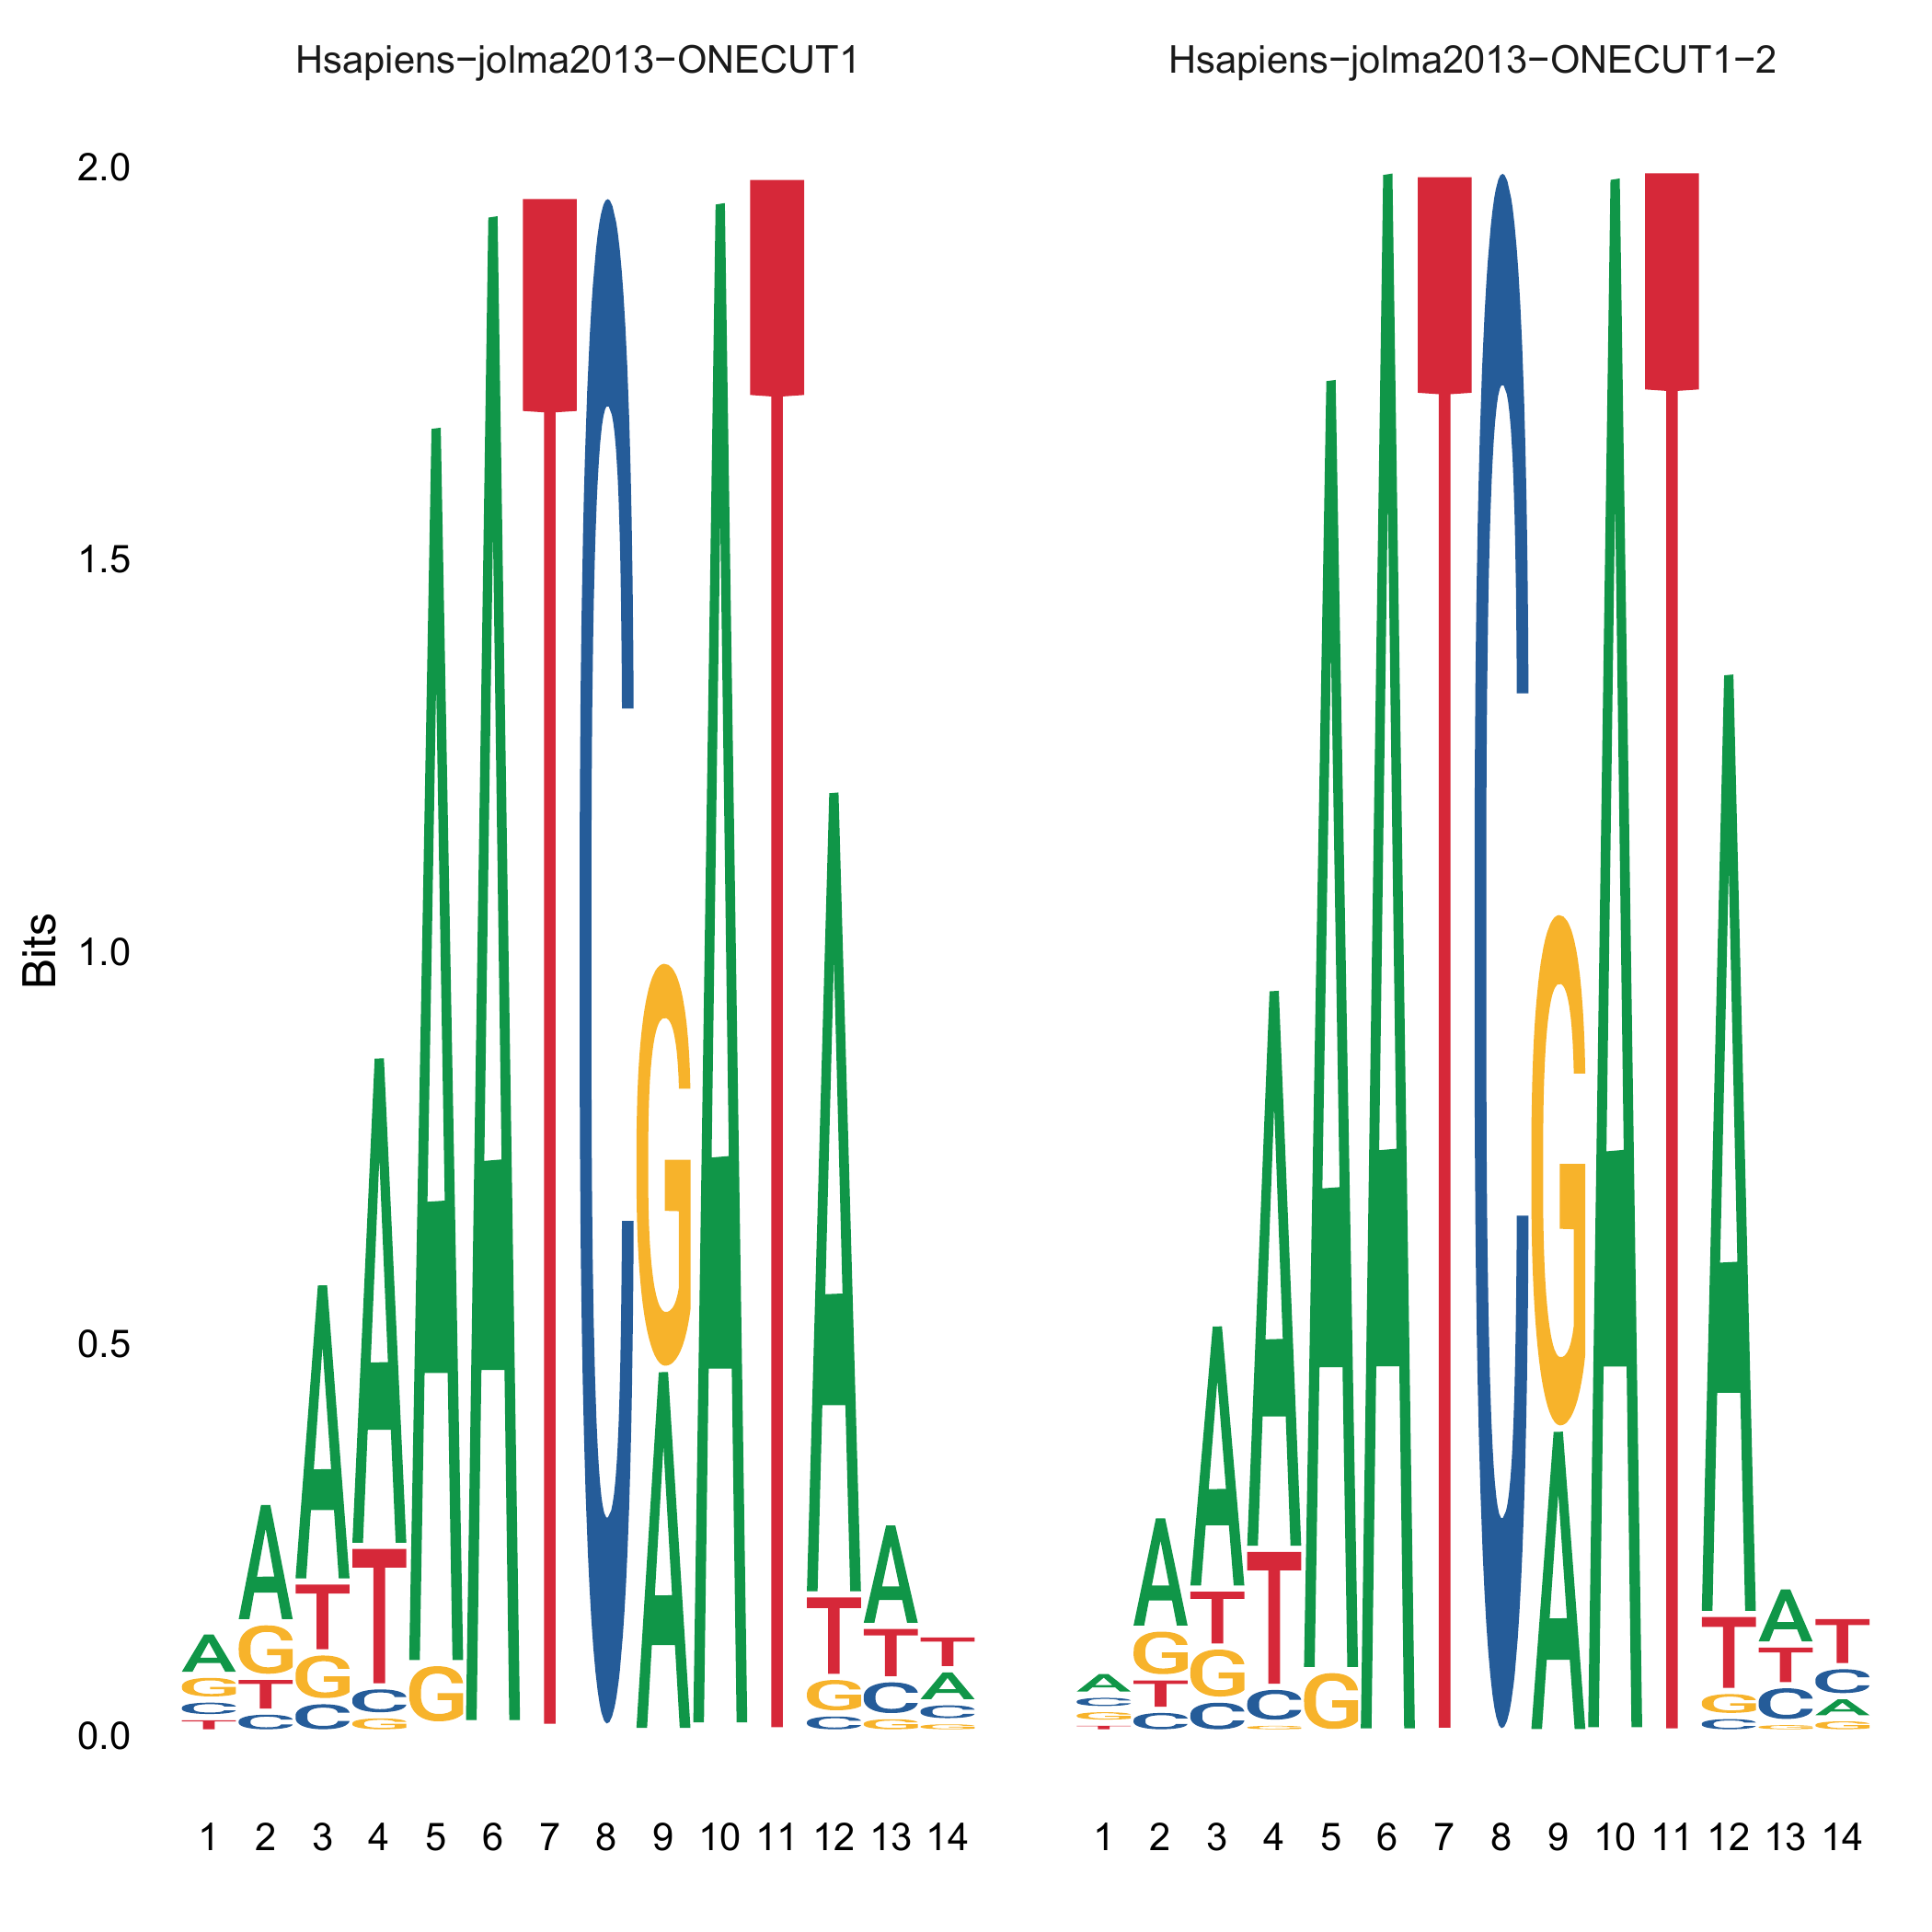 Hsapiens−jolma2013−ONECUT1 Hsapiens−jolma2013−ONECUT1−2
2.0
1.5
1.0
0.5
0.0
Bits
A G C T
A G T C
A T G C
A T C G
A G
A
T
C
G A
A
T
A T G C
A T C G
T A C G
A C G T
A G T C
A T G C
A T C G
A G
A
T
C
G A
A
T
A T G C
A T C G
T C A G
1 2 3 4 5 6 7 8 9 10 11 12 13 14 1 2 3 4 5 6 7 8 9 10 11 12 13 14